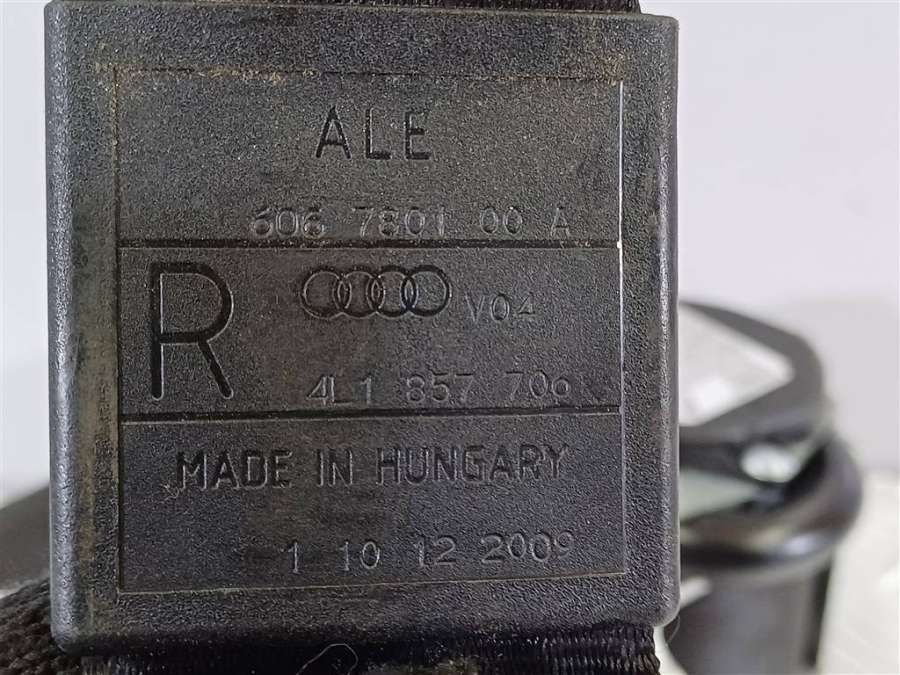 ALE
606 7801 00 A
R
V04
4L1 857 706
MADE IN HUNGARY
1 10 12 2009